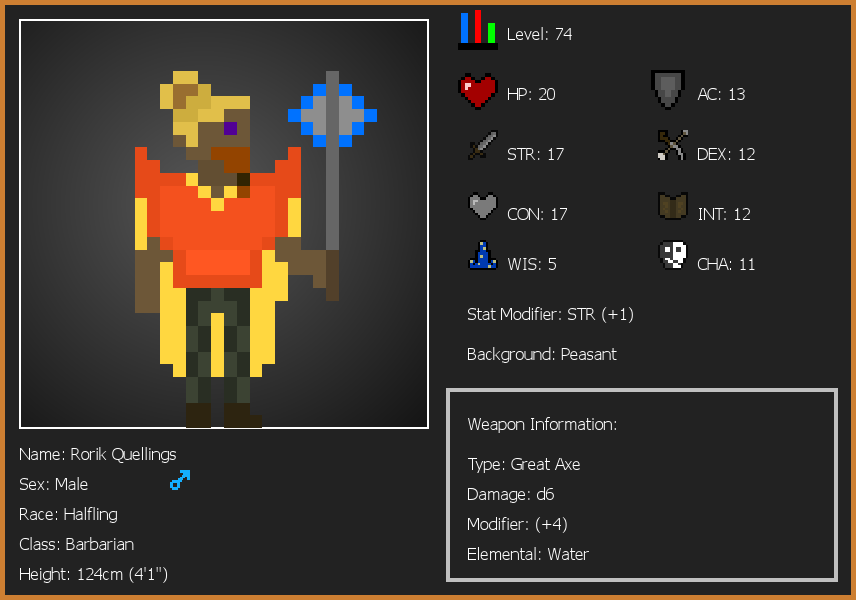 Level: 74
HP: 20
AC: 13
STR: 17
DEX: 12
CON: 17
INT: 12
WIS: 5
CHA: 11
Stat Modifier: STR (+1)
Background: Peasant
Weapon Information:
Type: Great Axe
Damage: d6
Modifier: (+4)
Elemental: Water
Name: Rorik Quellings
Sex: Male
Race: Halfling
Class: Barbarian
Height: 124cm (4'1")